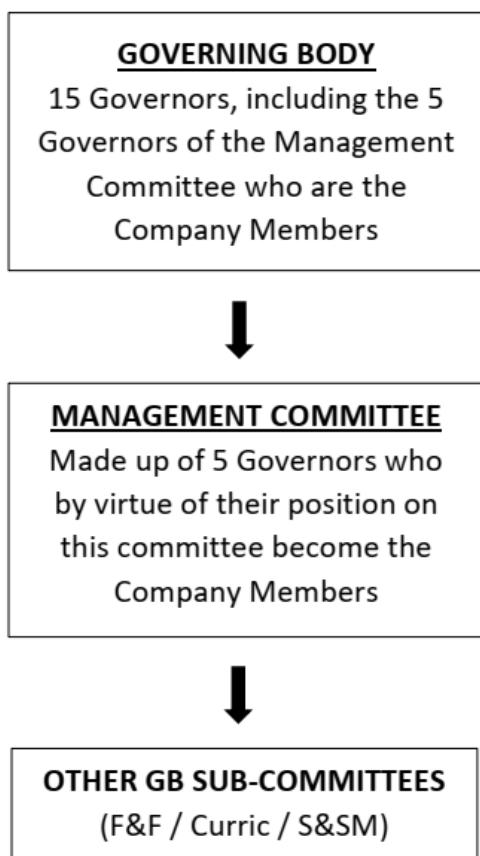 GOVERNING BODY
15 Governors, including the 5
Governors of the Management
Committee who are the
Company Members
MANAGEMENT COMMITTEE
Made up of 5 Governors who
by virtue of their position on
this committee become the
Company Members
OTHER GB SUB-COMMITTEES
(F&F / Curric / S&SM)